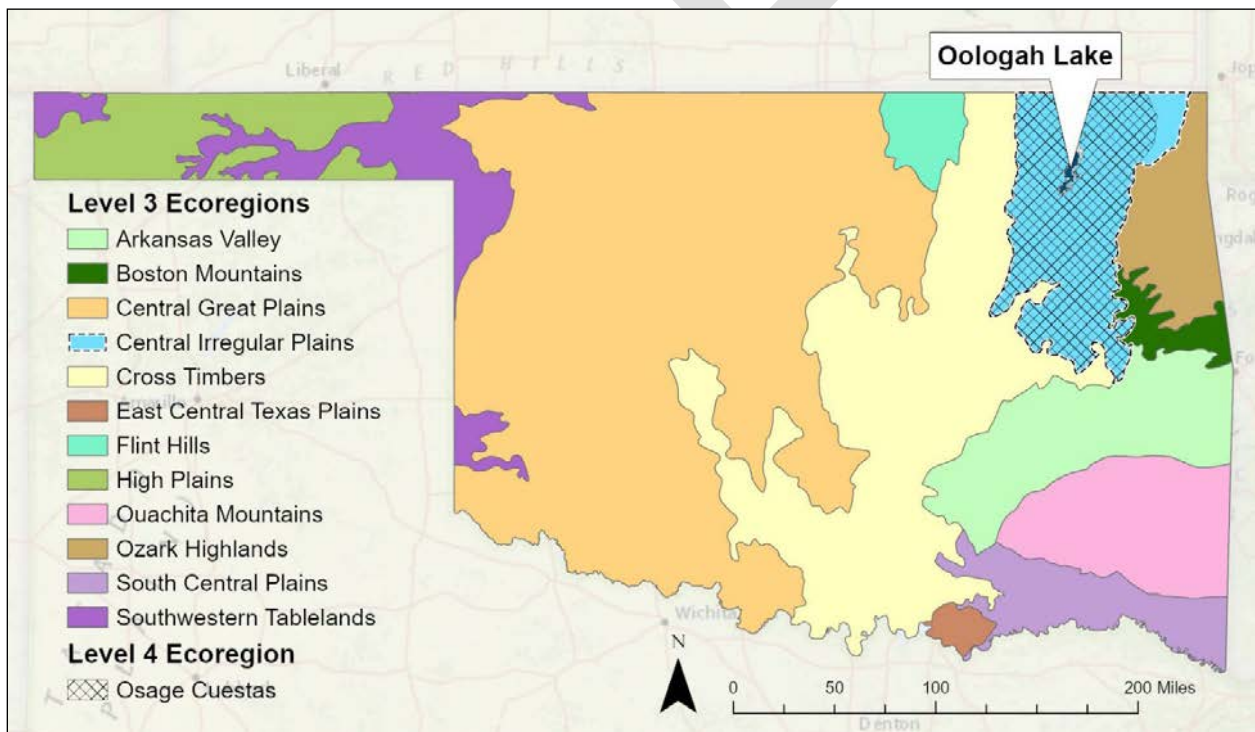 Oologah Lake
Liberal
RED HILLS
Level 3 Ecoregions
Arkansas Valley
Boston Mountains
Central Great Plains
Central Irregular Plains
Cross Timbers
East Central Texas Plains
Flint Hills
High Plains
Ouachita Mountains
Ozark Highlands
South Central Plains
Southwestern Tablelands
Level 4 Ecoregion
Osage Cuestas
Wichita
N
0 50 100 200 Miles
Denton